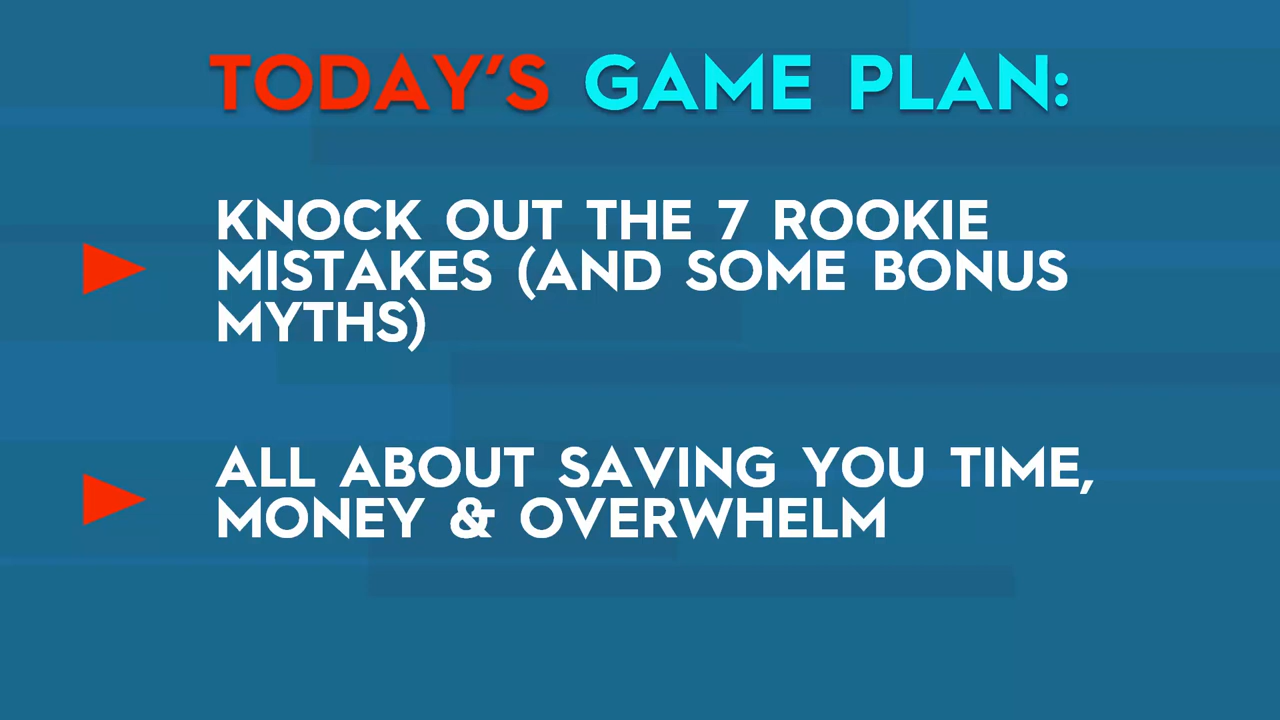 TODAY'S GAME PLAN:
KNOCK OUT THE 7 ROOKIE
MISTAKES (AND SOME BONUS
MYTHS)
ALL ABOUT SAVING YOU TIME,
MONEY & OVERWHELM